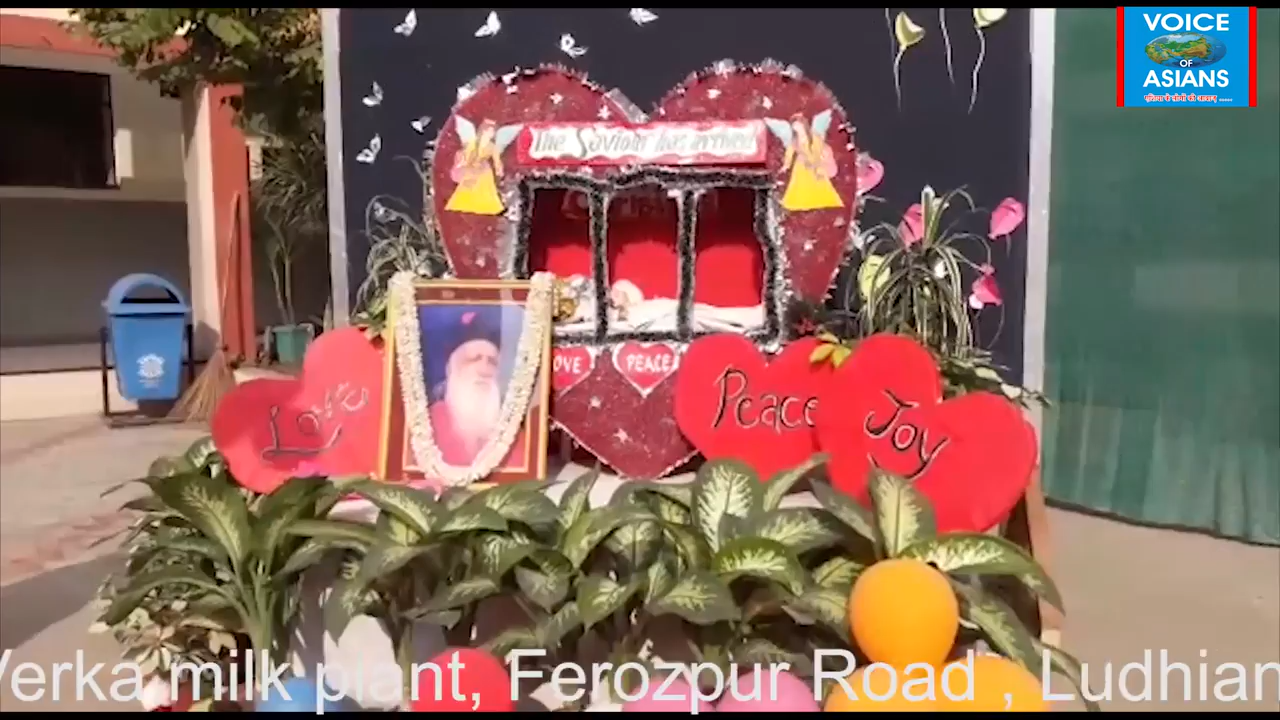 VOICE
OF
ASIANS
The Saviour has arrived
LOVE
PEACE
Love
Peace
Joy
Verka milk plant, Ferozpur Road , Ludhian